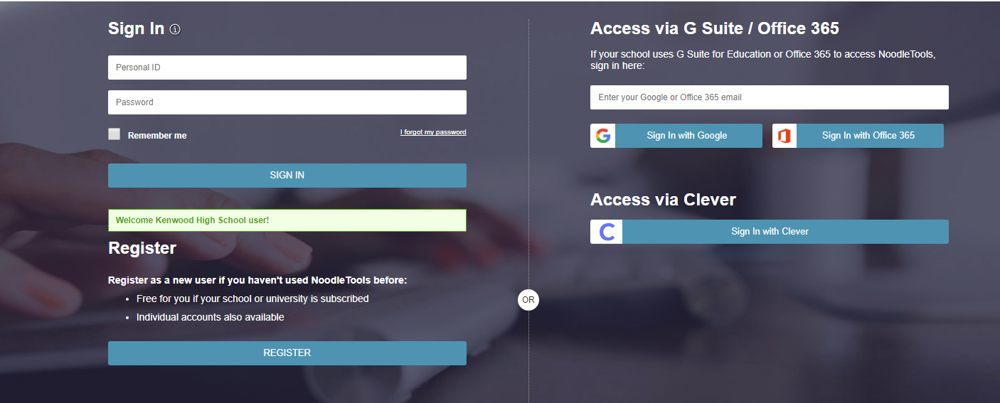 Sign In
Personal ID
Password
Remember me
I forgot my password
SIGN IN
Welcome Kenwood High School user!
Register
Register as a new user if you haven't used NoodleTools before:
• Free for you if your school or university is subscribed
• Individual accounts also available
REGISTER
OR
Access via G Suite / Office 365
If your school uses G Suite for Education or Office 365 to access NoodleTools,
sign in here:
Enter your Google or Office 365 email
Sign In with Google
Sign In with Office 365
Access via Clever
Sign In with Clever